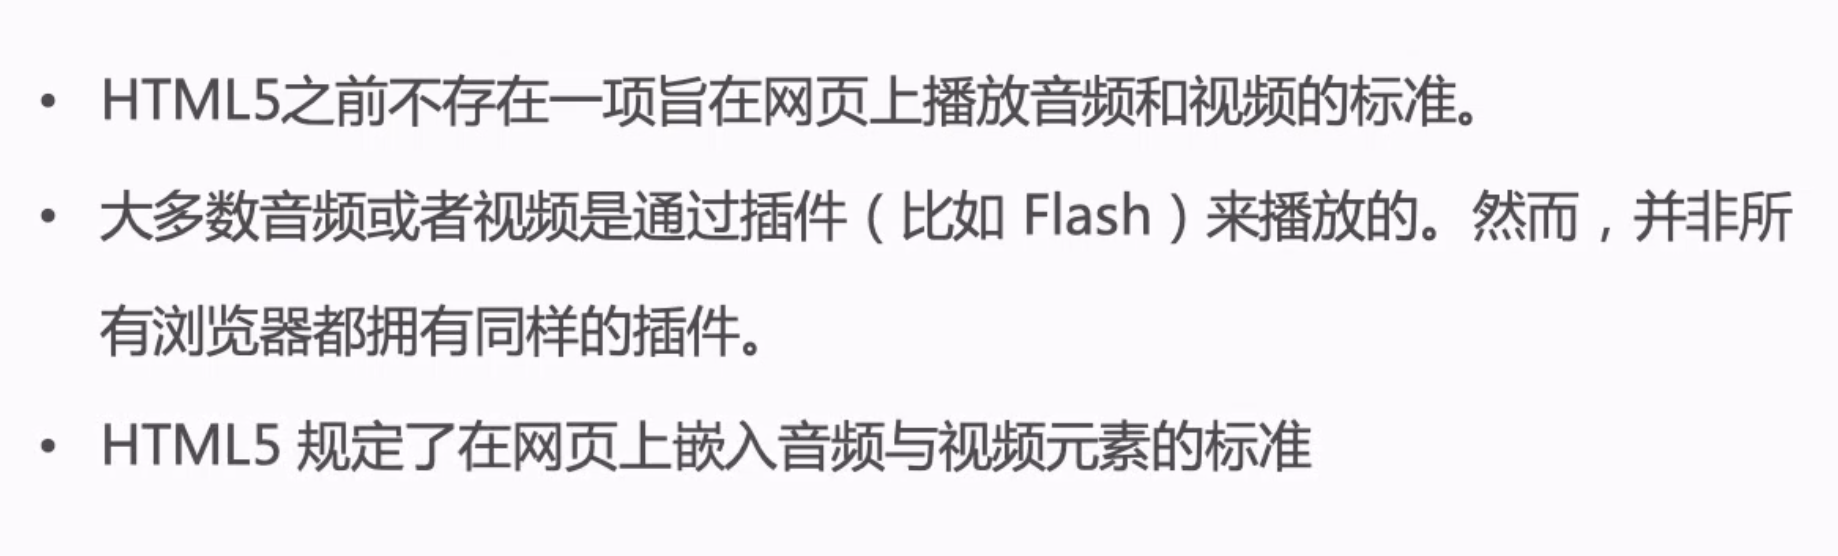 • HTML5之前不存在一项旨在网页上播放音频和视频的标准。
• 大多数音频或者视频是通过插件（比如 Flash）来播放的。然而，并非所
有浏览器都拥有同样的插件。
• HTML5 规定了在网页上嵌入音频与视频元素的标准